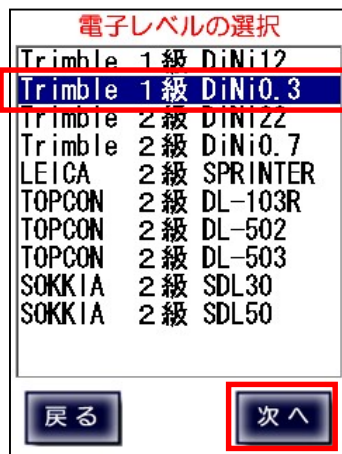 電子レベルの選択
Trimble 1級 DiNi12
Trimble 1級 DiNi0.3
Trimble 2級 DiNi22
Trimble 2級 DiNi0.7
LEICA 2級 SPRINTER
TOPCON 2級 DL-103R
TOPCON 2級 DL-502
TOPCON 2級 DL-503
SOKKIA 2級 SDL30
SOKKIA 2級 SDL50
戻る 次へ